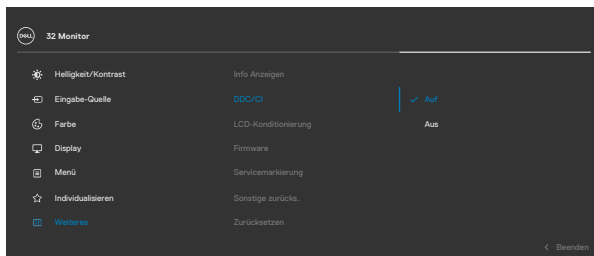 DELL 32 Monitor
Helligkeit/Kontrast Info Anzeigen
Eingabe-Quelle DDC/CI Auf
Farbe LCD-Konditionierung Aus
Display Firmware
Menü Servicemarkierung
Individualisieren Sonstige zurücks.
Weiteres Zurücksetzen
Beenden